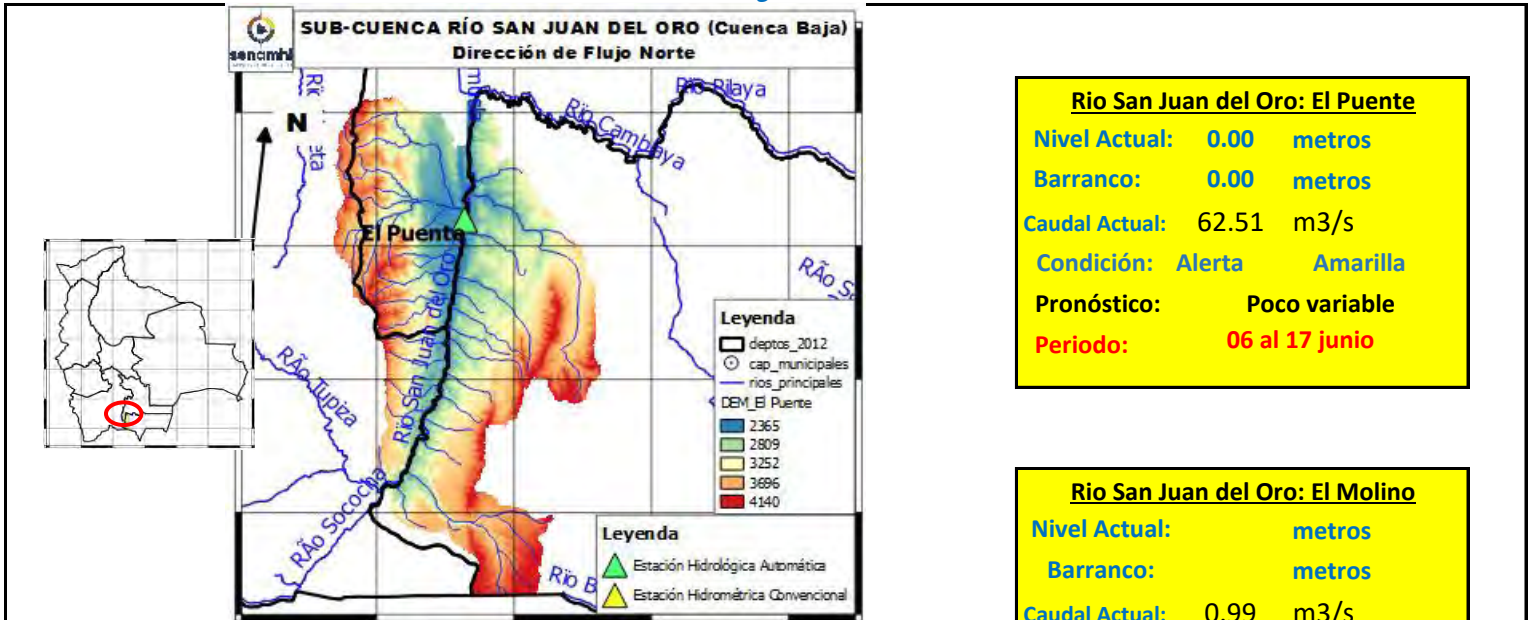 SUB-CUENCA RÍO SAN JUAN DEL ORO (Cuenca Baja)
Dirección de Flujo Norte
senamhi
N
Río Pilaya
Río Cambaya
El Puente
Río San Juan del Oro
RÃo Tupiza
RÃo Sococha
RÃo S
Río B
Leyenda
deptos_2012
cap_municipales
rios_principales
DEM_El Puente
2365
2809
3252
3696
4140
Leyenda
Estación Hidrológica Automática
Estación Hidrométrica Convencional
Rio San Juan del Oro: El Puente
Nivel Actual: 0.00 metros
Barranco: 0.00 metros
Caudal Actual: 62.51 m3/s
Condición: Alerta Amarilla
Pronóstico: Poco variable
Periodo: 06 al 17 junio
Rio San Juan del Oro: El Molino
Nivel Actual: metros
Barranco: metros
Caudal Actual: 0.99 m3/s